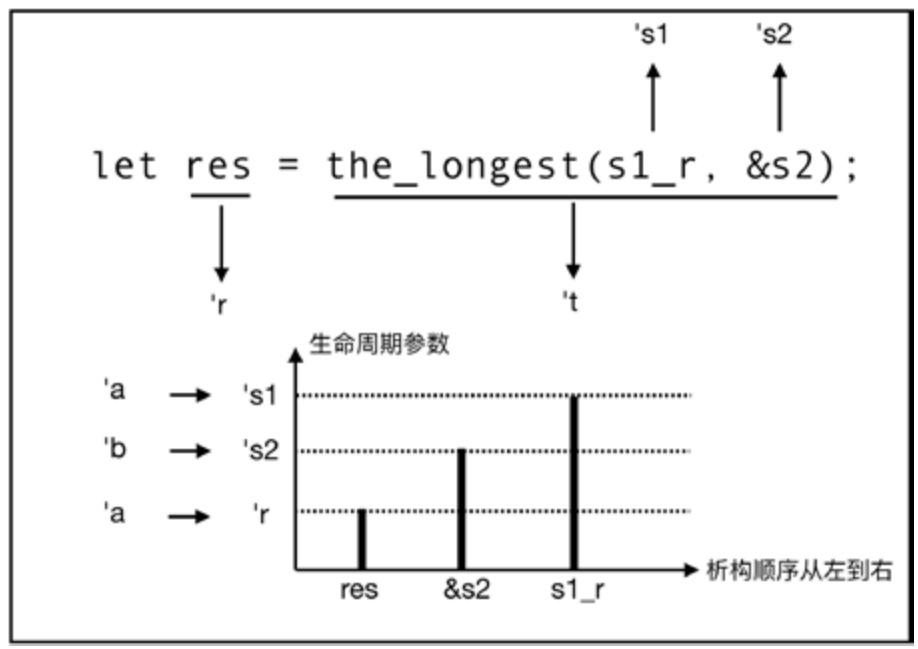 's1 's2
let res = the_longest(s1_r, &s2);
'r 't
生命周期参数
'a 's1
'b 's2
'a 'r
析构顺序从左到右
res &s2 s1_r